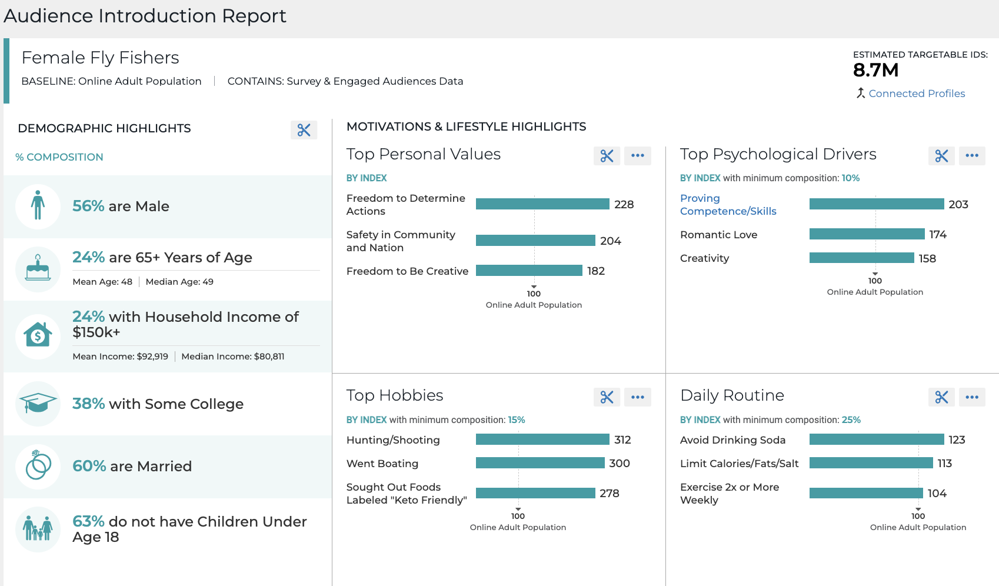 Audience Introduction Report
Female Fly Fishers
BASELINE: Online Adult Population | CONTAINS: Survey & Engaged Audiences Data
ESTIMATED TARGETABLE IDS:
8.7M
Connected Profiles
DEMOGRAPHIC HIGHLIGHTS
% COMPOSITION
56% are Male
24% are 65+ Years of Age
Mean Age: 48 | Median Age: 49
24% with Household Income of
$150k+
Mean Income: $92,919 | Median Income: $80,811
38% with Some College
60% are Married
63% do not have Children Under
Age 18
MOTIVATIONS & LIFESTYLE HIGHLIGHTS
Top Personal Values
BY INDEX
Freedom to Determine
Actions
228
Safety in Community
and Nation
204
Freedom to Be Creative
182
100
Online Adult Population
Top Psychological Drivers
BY INDEX with minimum composition: 10%
Proving
Competence/Skills
203
Romantic Love
174
Creativity
158
100
Online Adult Population
Top Hobbies
BY INDEX with minimum composition: 15%
Hunting/Shooting
312
Went Boating
300
Sought Out Foods
Labeled "Keto Friendly"
278
100
Online Adult Population
Daily Routine
BY INDEX with minimum composition: 25%
Avoid Drinking Soda
123
Limit Calories/Fats/Salt
113
Exercise 2x or More
Weekly
104
100
Online Adult Population